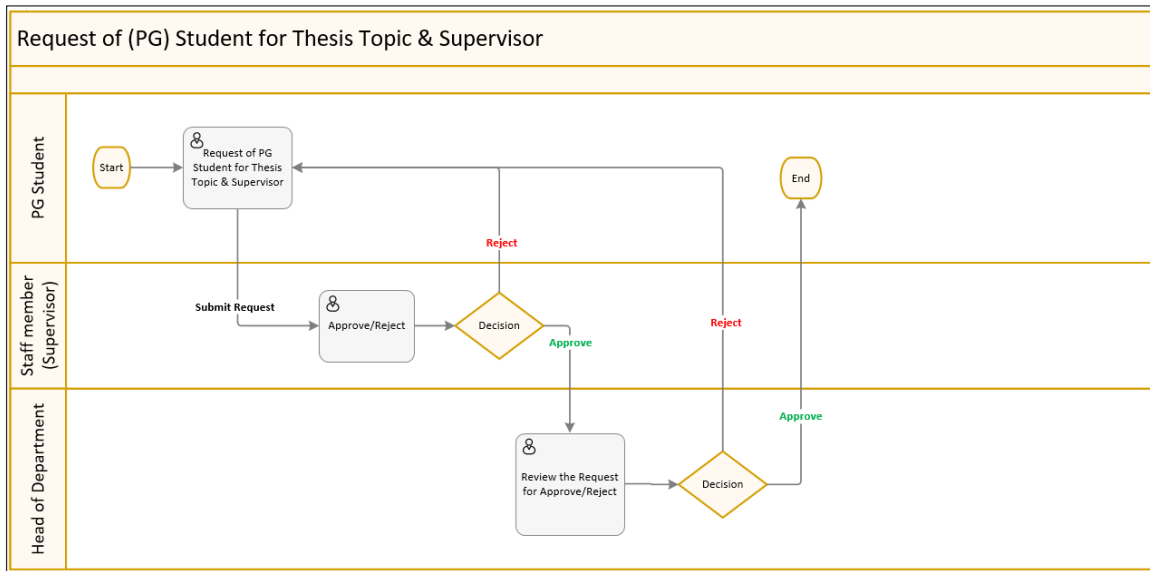 Request of (PG) Student for Thesis Topic & Supervisor
PG Student
Start
Request of PG
Student for Thesis
Topic & Supervisor
End
Reject
Staff member
(Supervisor)
Submit Request
Approve/Reject
Decision
Approve
Reject
Head of Department
Review the Request
for Approve/Reject
Decision
Approve